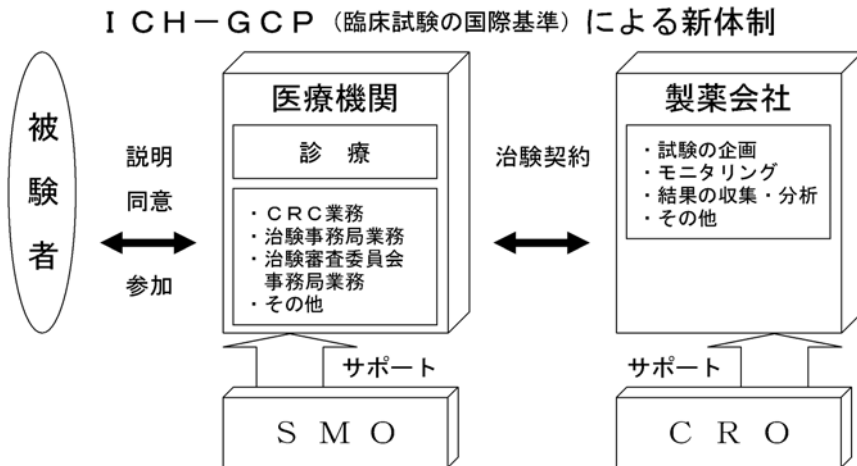 ＩＣＨ－ＧＣＰ（臨床試験の国際基準）による新体制
被験者
説明
同意
参加
医療機関
診 療
・ＣＲＣ業務
・治験事務局業務
・治験審査委員会
事務局業務
・その他
治験契約
製薬会社
・試験の企画
・モニタリング
・結果の収集・分析
・その他
サポート
サポート
ＳＭＯ
ＣＲＯ